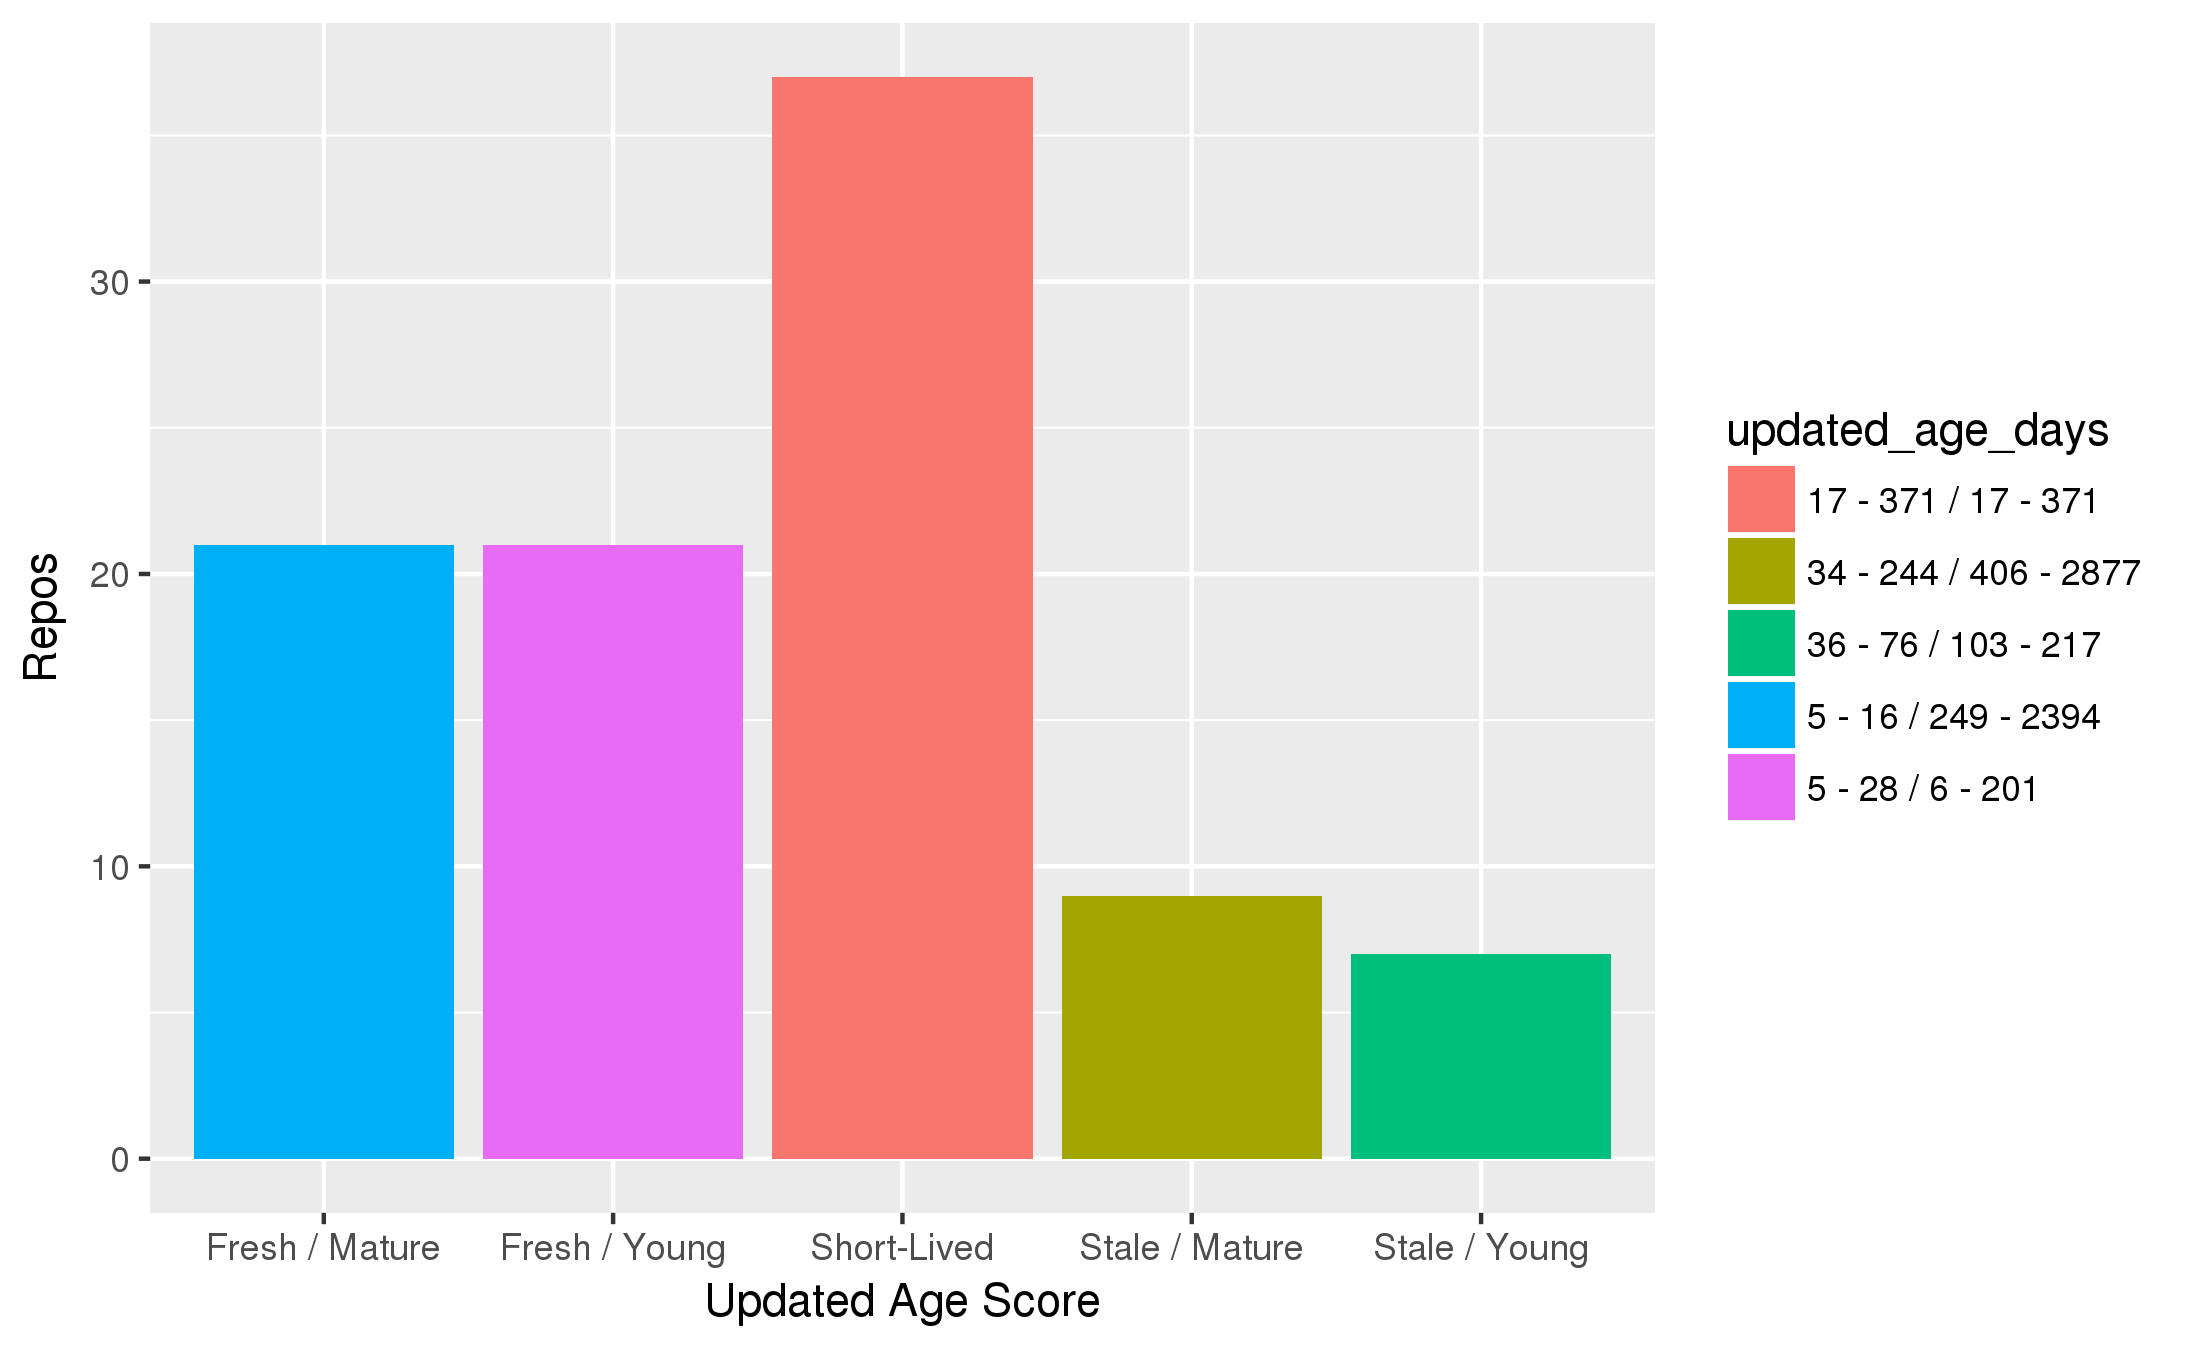 30
20
10
0
Repos
Fresh / Mature
Fresh / Young
Short-Lived
Stale / Mature
Stale / Young
Updated Age Score
updated_age_days
17 - 371 / 17 - 371
34 - 244 / 406 - 2877
36 - 76 / 103 - 217
5 - 16 / 249 - 2394
5 - 28 / 6 - 201